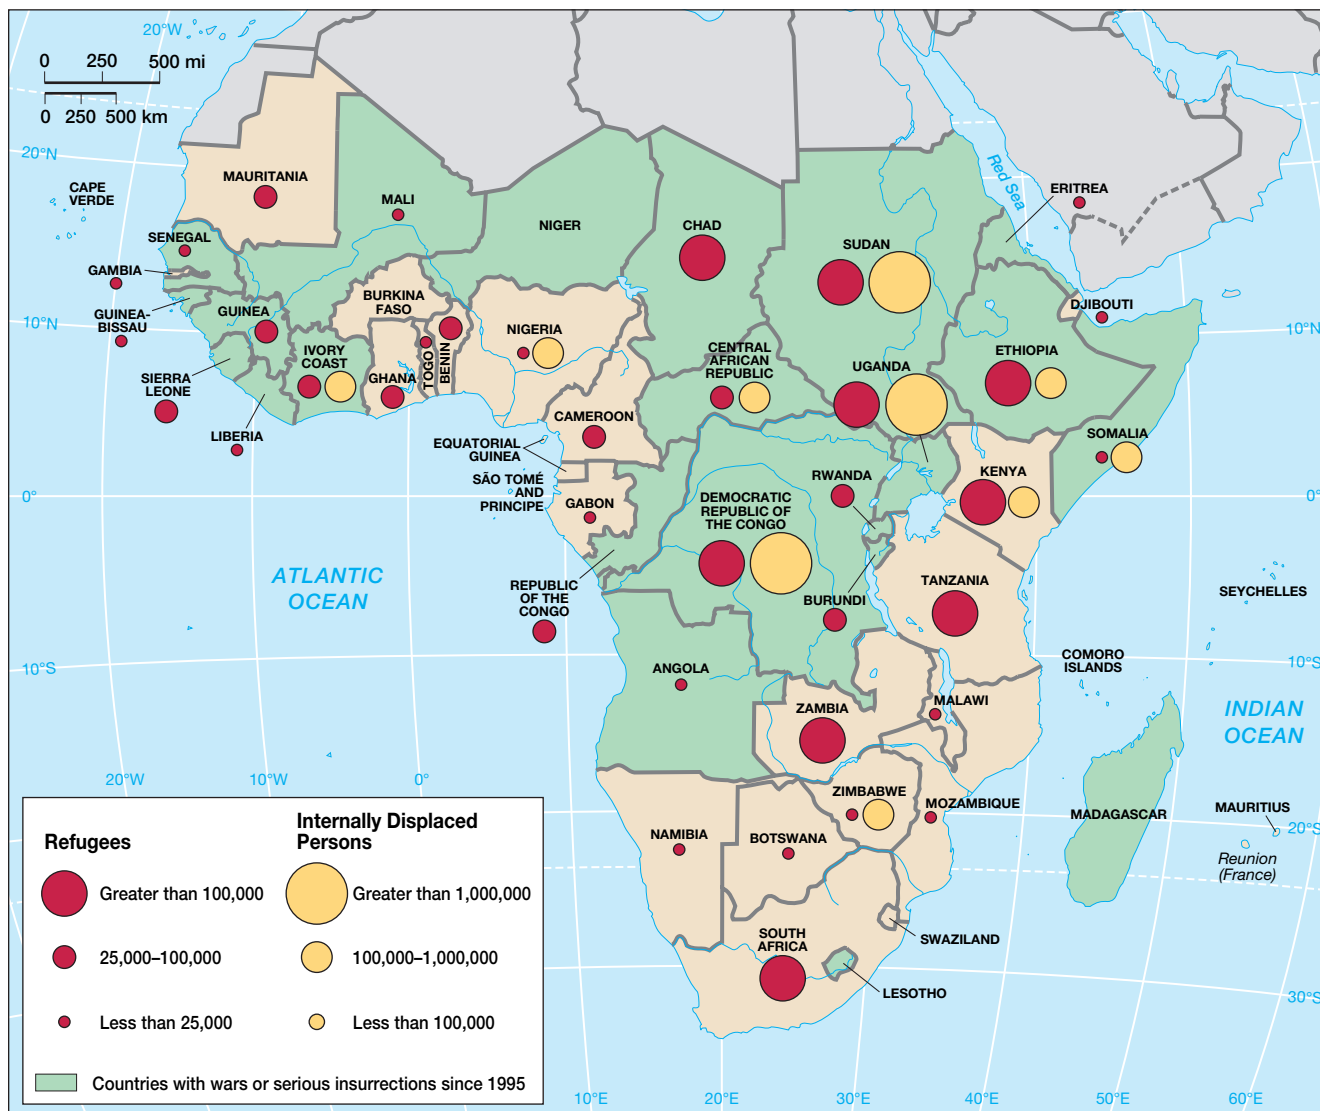 20°W
0 250 500 mi
0 250 500 km
20°N
CAPE
VERDE
MAURITANIA
MALI
NIGER
CHAD
SUDAN
Red Sea
ERITREA
SENEGAL
GAMBIA
GUINEA-
BISSAU
GUINEA
BURKINA
FASO
NIGERIA
DJIBOUTI
10°N
10°N
IVORY
COAST
GHANA
TOGO
BENIN
CENTRAL
AFRICAN
REPUBLIC
UGANDA
ETHIOPIA
SIERRA
LEONE
LIBERIA
CAMEROON
SOMALIA
EQUATORIAL
GUINEA
SÃO TOMÉ
AND
PRINCIPE
GABON
RWANDA
KENYA
DEMOCRATIC
REPUBLIC OF
THE CONGO
0°
0°
ATLANTIC
OCEAN
REPUBLIC
OF THE
CONGO
BURUNDI
TANZANIA
SEYCHELLES
10°S
10°S
ANGOLA
COMORO
ISLANDS
ZAMBIA
MALAWI
INDIAN
OCEAN
20°W
10°W
0°
ZIMBABWE
MOZAMBIQUE
MADAGASCAR
MAURITIUS
20°S
Reunion
(France)
NAMIBIA
BOTSWANA
SOUTH
AFRICA
SWAZILAND
LESOTHO
30°S
Refugees
Internally Displaced
Persons
Greater than 100,000
Greater than 1,000,000
25,000–100,000
100,000–1,000,000
Less than 25,000
Less than 100,000
Countries with wars or serious insurrections since 1995
10°E
20°E
30°E
40°E
50°E
60°E